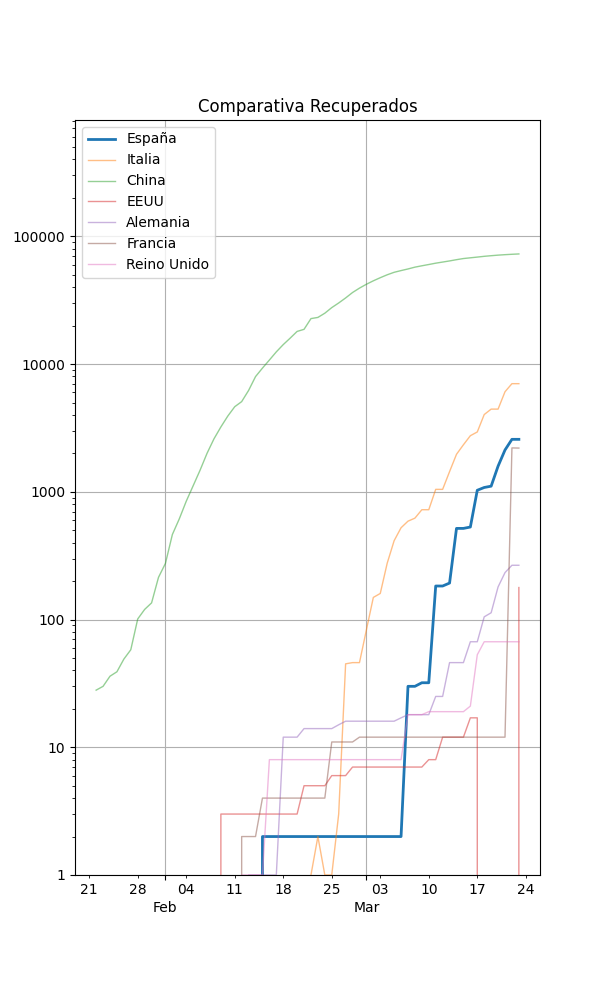 Comparativa Recuperados
España
Italia
China
EEUU
Alemania
Francia
Reino Unido
100000
10000
1000
100
10
1
21 28 04 11 18 25 03 10 17 24
Feb Mar